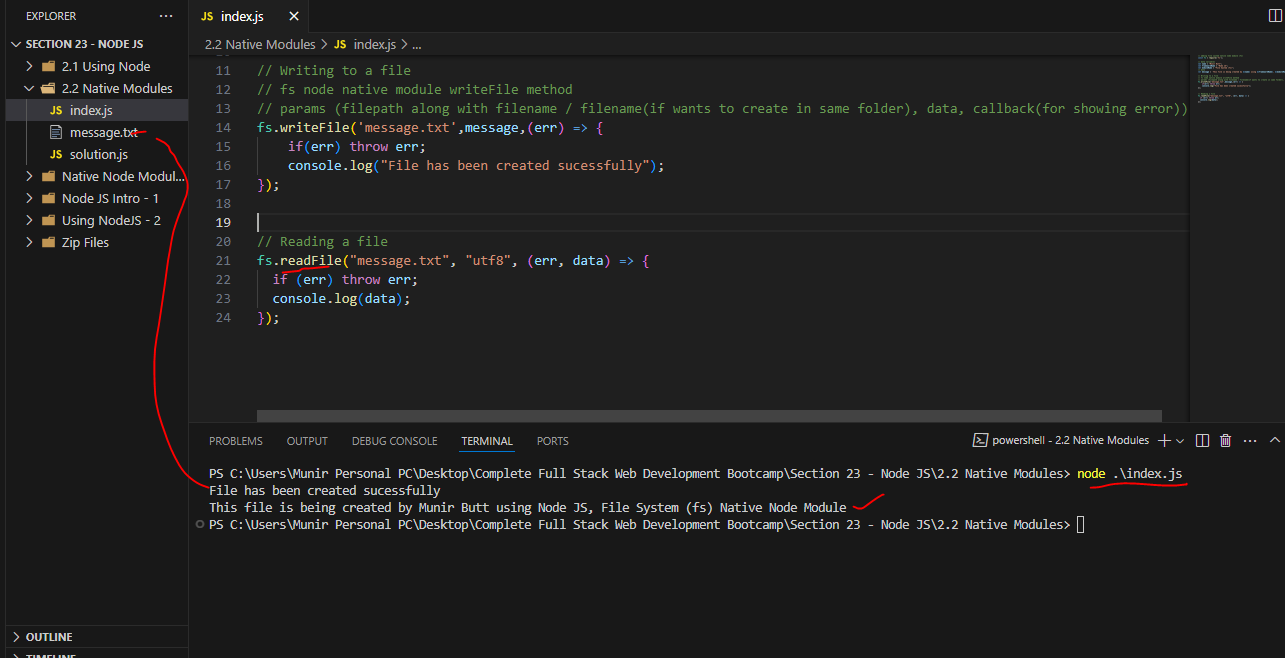 EXPLORER
SECTION 23 - NODE JS
2.1 Using Node
2.2 Native Modules
JS index.js
message.txt
JS solution.js
Native Node Modul...
Node JS Intro - 1
Using NodeJS - 2
Zip Files
OUTLINE
TIMELINE
JS index.js
2.2 Native Modules > JS index.js > ...
11 // Writing to a file
12 // fs node native module writeFile method
13 // params (filepath along with filename / filename(if wants to create in same folder), data, callback(for showing error))
14 fs.writeFile('message.txt',message,(err) => {
15 if(err) throw err;
16 console.log("File has been created sucessfully");
17 });
18
19
20 // Reading a file
21 fs.readFile("message.txt", "utf8", (err, data) => {
22 if (err) throw err;
23 console.log(data);
24 });
PROBLEMS OUTPUT DEBUG CONSOLE TERMINAL PORTS
powershell - 2.2 Native Modules
PS C:\Users\Munir Personal PC\Desktop\Complete Full Stack Web Development Bootcamp\Section 23 - Node JS\2.2 Native Modules> node .\index.js
File has been created sucessfully
This file is being created by Munir Butt using Node JS, File System (fs) Native Node Module
PS C:\Users\Munir Personal PC\Desktop\Complete Full Stack Web Development Bootcamp\Section 23 - Node JS\2.2 Native Modules>